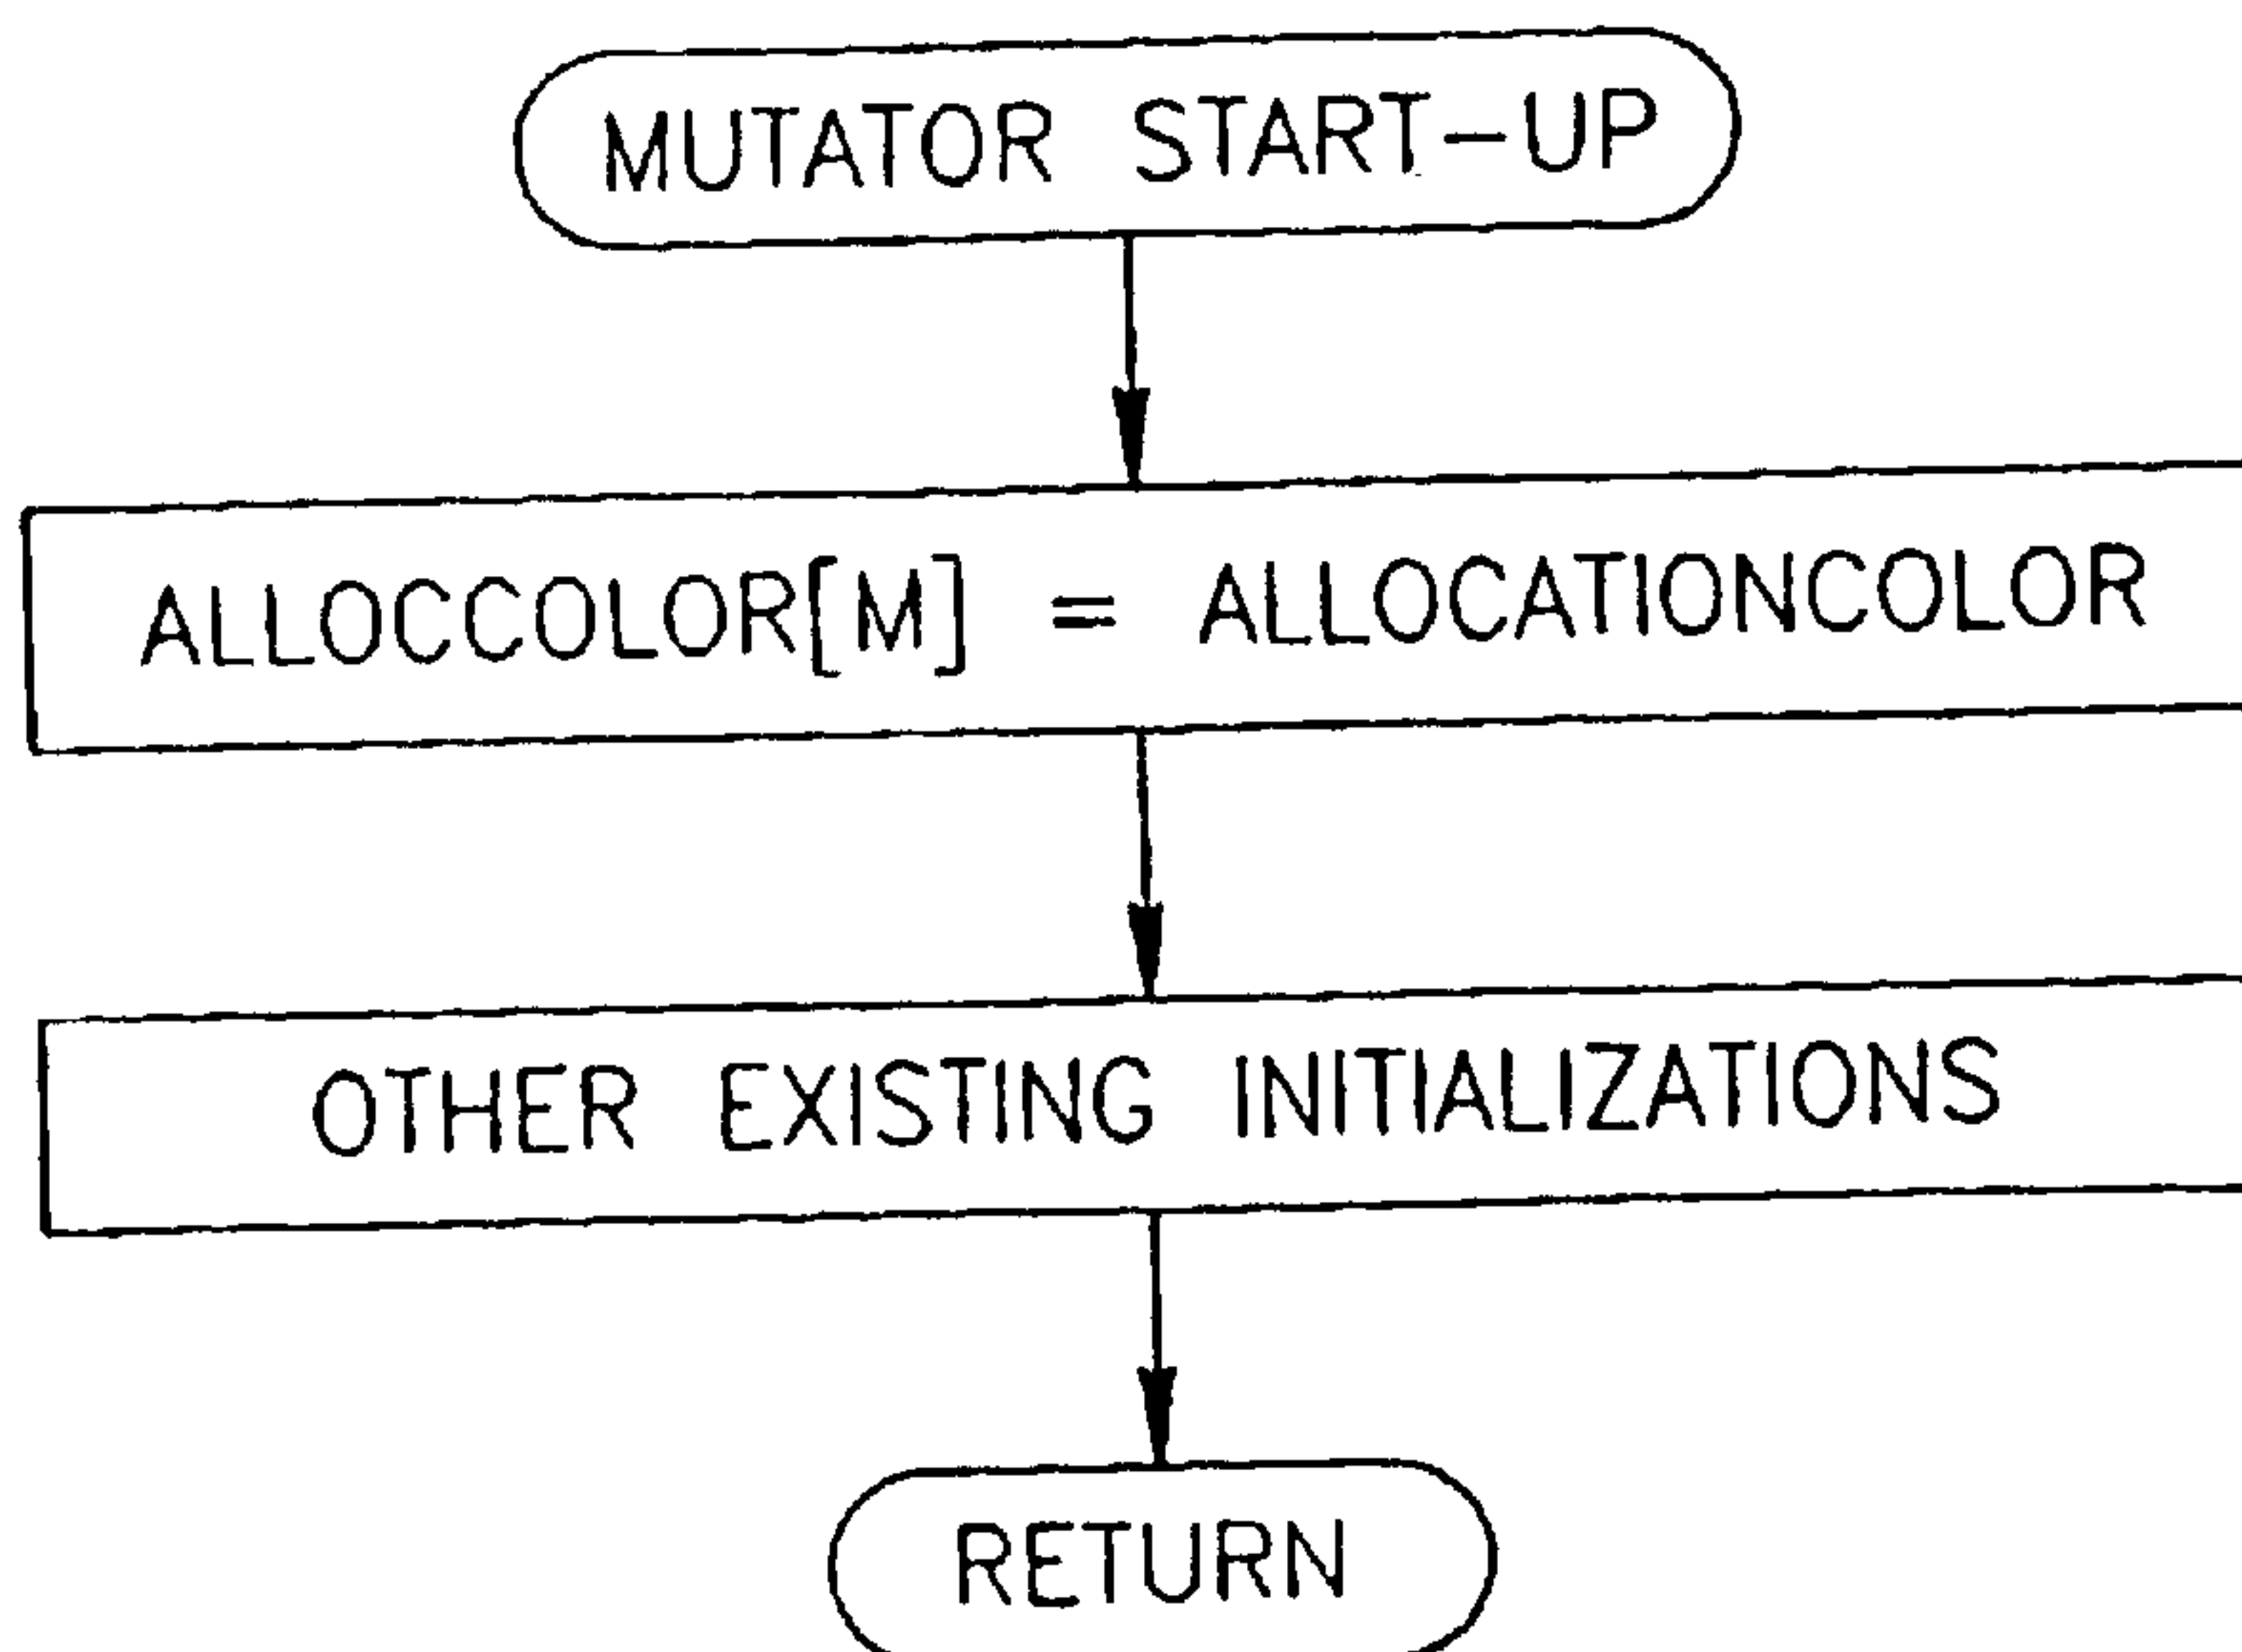 MUTATOR START-UP
ALLOCCOLOR[M] = ALLOCATIONCOLOR
OTHER EXISTING INITIALIZATIONS
RETURN